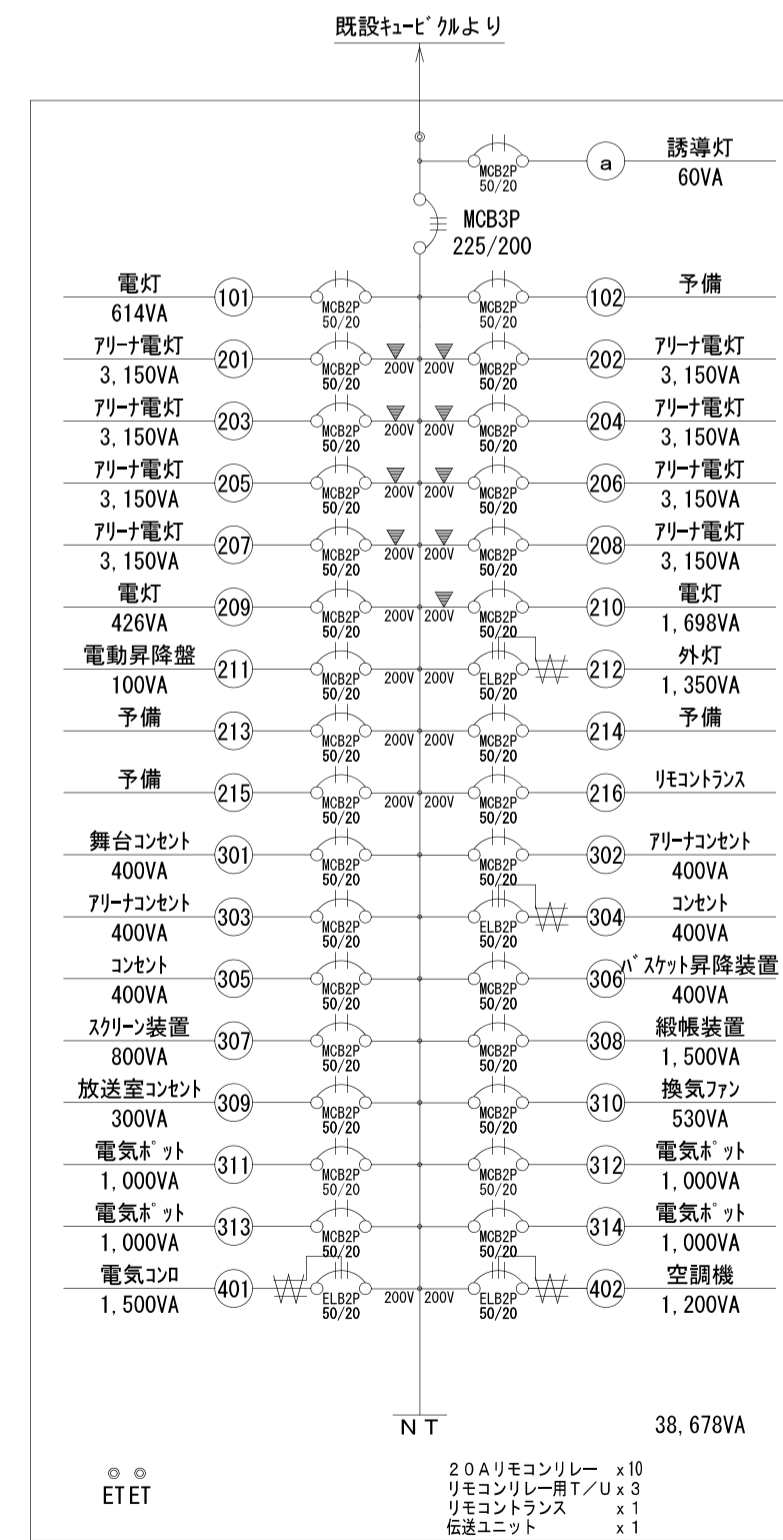 既設キュービクルより
誘導灯
a
MCB2P
50/20
60VA
MCB3P
225/200
電灯 101 MCB2P 50/20 614VA
102 MCB2P 50/20 予備
アリーナ電灯 201 MCB2P 50/20 200V 3,150VA
200V MCB2P 50/20 202 アリーナ電灯 3,150VA
アリーナ電灯 203 MCB2P 50/20 200V 3,150VA
200V MCB2P 50/20 204 アリーナ電灯 3,150VA
アリーナ電灯 205 MCB2P 50/20 200V 3,150VA
200V MCB2P 50/20 206 アリーナ電灯 3,150VA
アリーナ電灯 207 MCB2P 50/20 200V 3,150VA
200V MCB2P 50/20 208 アリーナ電灯 3,150VA
電灯 209 MCB2P 50/20 200V 426VA
200V MCB2P 50/20 210 電灯 1,698VA
電動昇降盤 211 MCB2P 50/20 200V 100VA
200V ELB2P 50/20 212 外灯 1,350VA
予備 213 MCB2P 50/20 200V
200V MCB2P 50/20 214 予備
予備 215 MCB2P 50/20 200V
200V MCB2P 50/20 216 リモコントランス
舞台コンセント 301 MCB2P 50/20 400VA
MCB2P 50/20 302 アリーナコンセント 400VA
アリーナコンセント 303 MCB2P 50/20 400VA
ELB2P 50/20 304 コンセント 400VA
コンセント 305 MCB2P 50/20 400VA
MCB2P 50/20 306 バスケット昇降装置 400VA
スクリーン装置 307 MCB2P 50/20 800VA
MCB2P 50/20 308 緞帳装置 1,500VA
放送室コンセント 309 MCB2P 50/20 300VA
MCB2P 50/20 310 換気ファン 530VA
電気ポット 311 MCB2P 50/20 1,000VA
MCB2P 50/20 312 電気ポット 1,000VA
電気ポット 313 MCB2P 50/20 1,000VA
MCB2P 50/20 314 電気ポット 1,000VA
電気コンロ 401 ELB2P 50/20 200V 1,500VA
200V ELB2P 50/20 402 空調機 1,200VA
NT
38,678VA
ET ET
20Aリモコンリレー x10
リモコンリレー用T/U x 3
リモコントランス x 1
伝送ユニット x 1